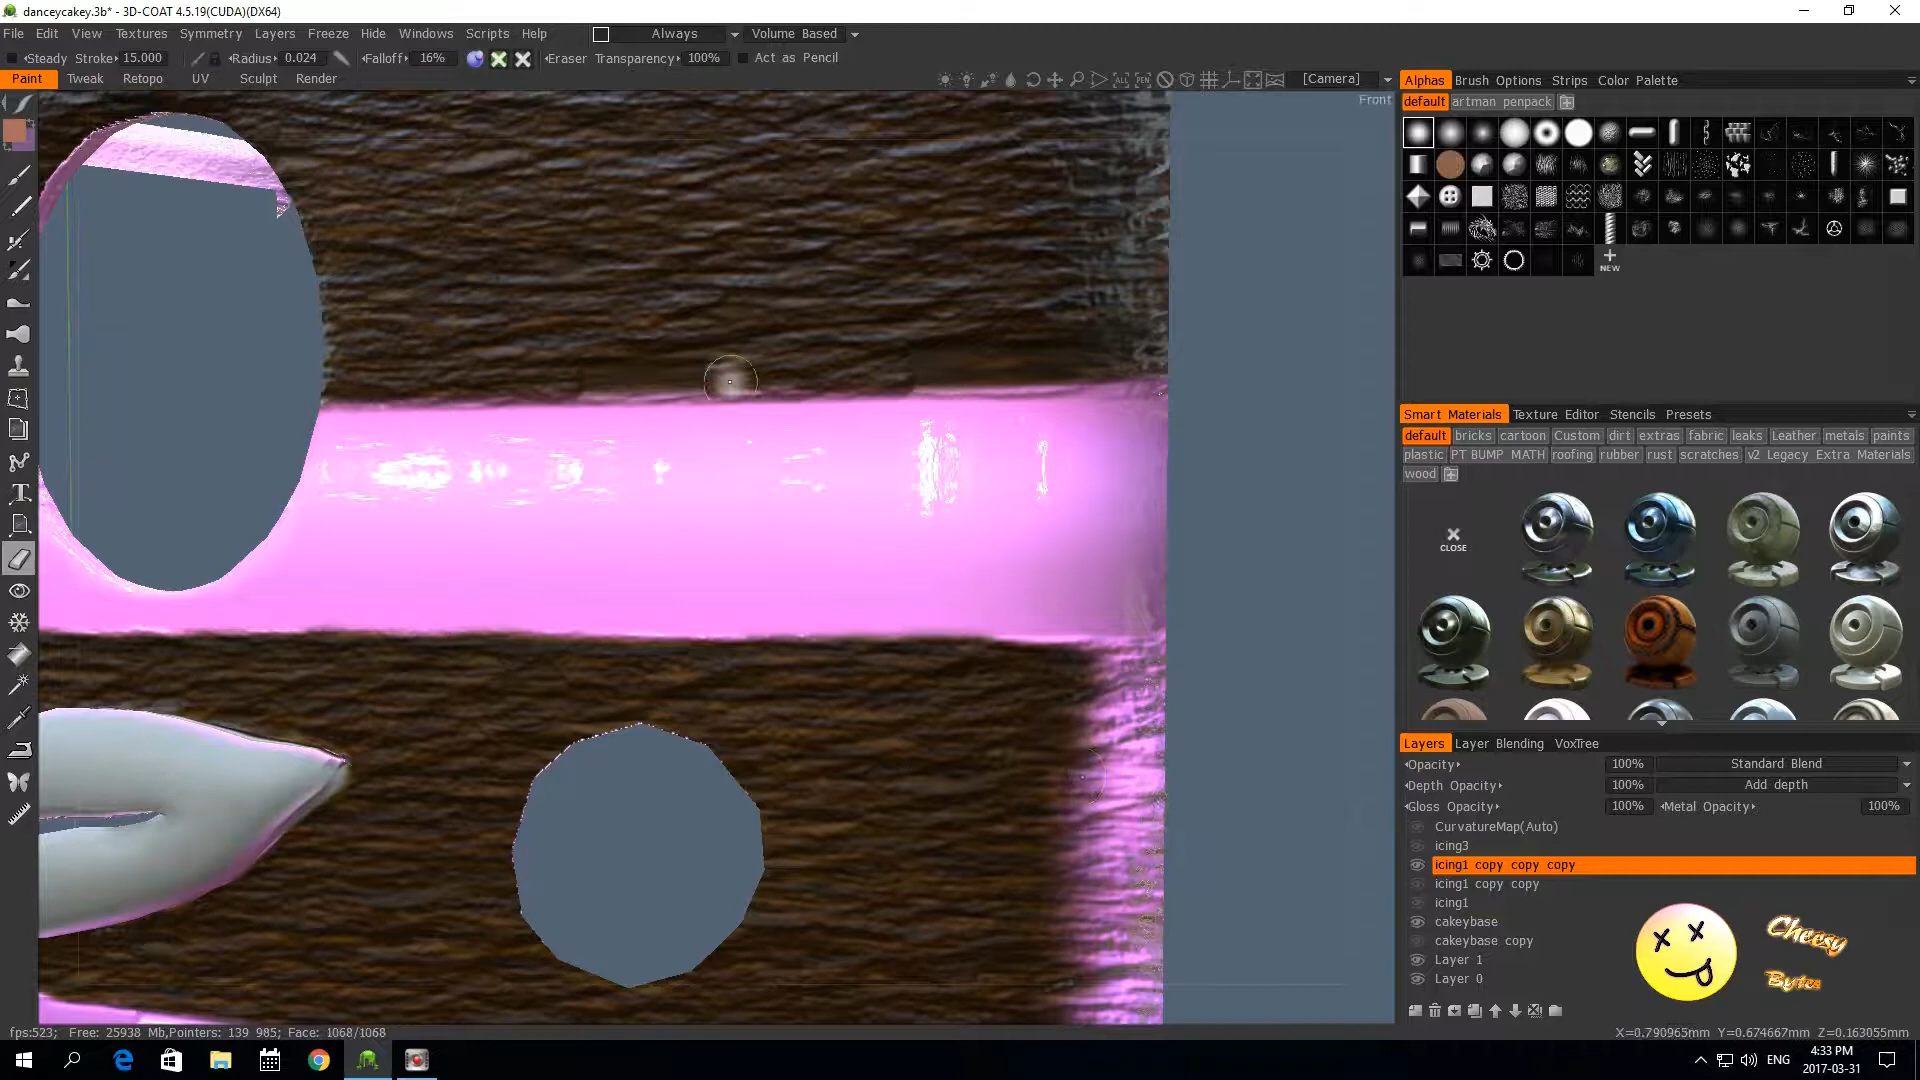 danceycakey.3b* - 3D-COAT 4.5.19(CUDA)(DX64)
File Edit View Textures Symmetry Layers Freeze Hide Windows Scripts Help Always Volume Based
Steady Stroke 15.000 Radius 0.024 Falloff 16% Eraser Transparency 100% Act as Pencil
Paint Tweak Retopo UV Sculpt Render [Camera]
Front
Alphas Brush Options Strips Color Palette
default artman penpack
NEW
Smart Materials Texture Editor Stencils Presets
default bricks cartoon Custom dirt extras fabric leaks Leather metals paints
plastic PT BUMP MATH roofing rubber rust scratches v2 Legacy Extra Materials
wood
CLOSE
Layers Layer Blending VoxTree
Opacity 100% Standard Blend
Depth Opacity 100% Add depth
Gloss Opacity 100% Metal Opacity 100%
CurvatureMap(Auto)
icing3
icing1 copy copy copy
icing1 copy copy
icing1
cakeybase
cakeybase copy
Layer 1
Layer 0
Cheesy
Bytes
fps:523; Free: 25938 Mb,Pointers: 139 985; Face: 1068/1068
X=0.790965mm Y=0.674667mm Z=0.163055mm
ENG
4:33 PM
2017-03-31